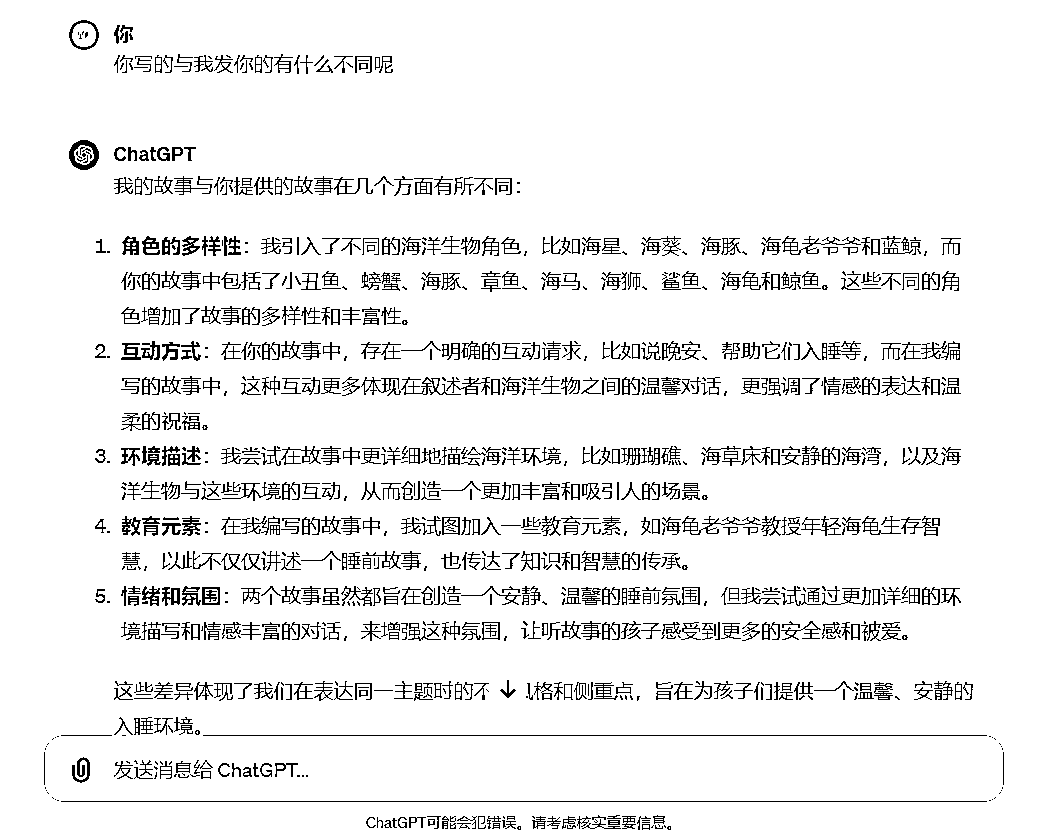 你
你写的与我发你的有什么不同呢
ChatGPT
我的故事与你提供的故事在几个方面有所不同：
1. 角色的多样性：我引入了不同的海洋生物角色，比如海星、海葵、海豚、海龟老爷爷和蓝鲸，而
你的故事中包括了小丑鱼、螃蟹、海豚、章鱼、海马、海狮、鲨鱼、海龟和鲸鱼。这些不同的角
色增加了故事的多样性和丰富性。
2. 互动方式：在你的故事中，存在一个明确的互动请求，比如说晚安、帮助它们入睡等，而在我编
写的故事中，这种互动更多体现在叙述者和海洋生物之间的温馨对话，更强调了情感的表达和温
柔的祝福。
3. 环境描述：我尝试在故事中更详细地描绘海洋环境，比如珊瑚礁、海草床和安静的海湾，以及海
洋生物与这些环境的互动，从而创造一个更加丰富和吸引人的场景。
4. 教育元素：在我编写的故事中，我试图加入一些教育元素，如海龟老爷爷教授年轻海龟生存智
慧，以此不仅仅讲述一个睡前故事，也传达了知识和智慧的传承。
5. 情绪和氛围：两个故事虽然都旨在创造一个安静、温馨的睡前氛围，但我尝试通过更加详细的环
境描写和情感丰富的对话，来增强这种氛围，让听故事的孩子感受到更多的安全感和被爱。
这些差异体现了我们在表达同一主题时的不 格和侧重点，旨在为孩子们提供一个温馨、安静的
入睡环境。
发送消息给 ChatGPT...
ChatGPT可能会犯错误。请考虑核实重要信息。